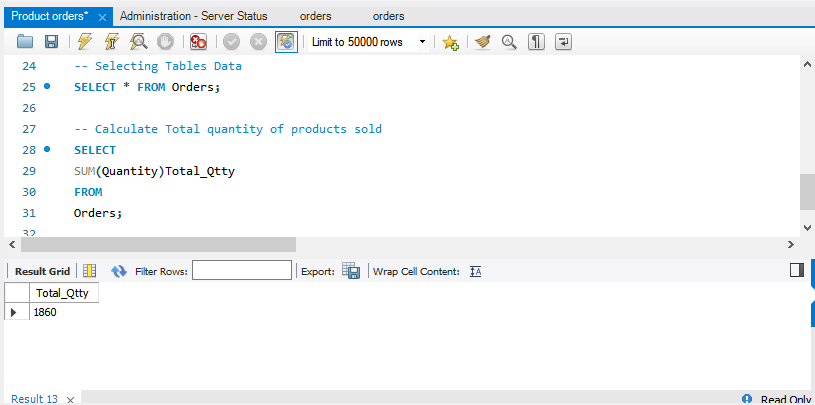 Product orders* × Administration - Server Status orders orders
Limit to 50000 rows
24 -- Selecting Tables Data
25 SELECT * FROM Orders;
26
27 -- Calculate Total quantity of products sold
28 SELECT
29 SUM(Quantity)Total_Qtty
30 FROM
31 Orders;
32
Result Grid Filter Rows: Export: Wrap Cell Content: IA
Total_Qtty
1860
Result 13 × Read Only